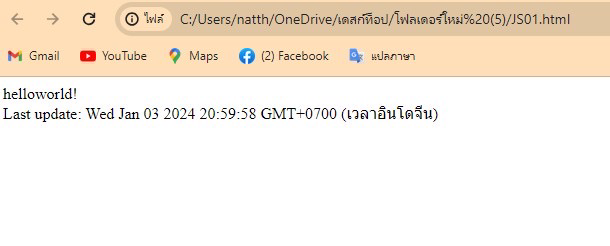 ไฟล์ C:/Users/natth/OneDrive/เดสก์ท็อป/โฟลเดอร์ใหม่%20(5)/JS01.html
Gmail YouTube Maps (2) Facebook แปลภาษา
helloworld!
Last update: Wed Jan 03 2024 20:59:58 GMT+0700 (เวลาอินโดจีน)